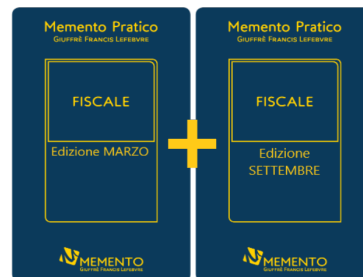 Memento Pratico
GIUFFRÈ FRANCIS LEFEBVRE
FISCALE
Edizione MARZO
MEMENTO
GIUFFRÈ FRANCIS LEFEBVRE
+
Memento Pratico
GIUFFRÈ FRANCIS LEFEBVRE
FISCALE
Edizione
SETTEMBRE
MEMENTO
GIUFFRÈ FRANCIS LEFEBVRE